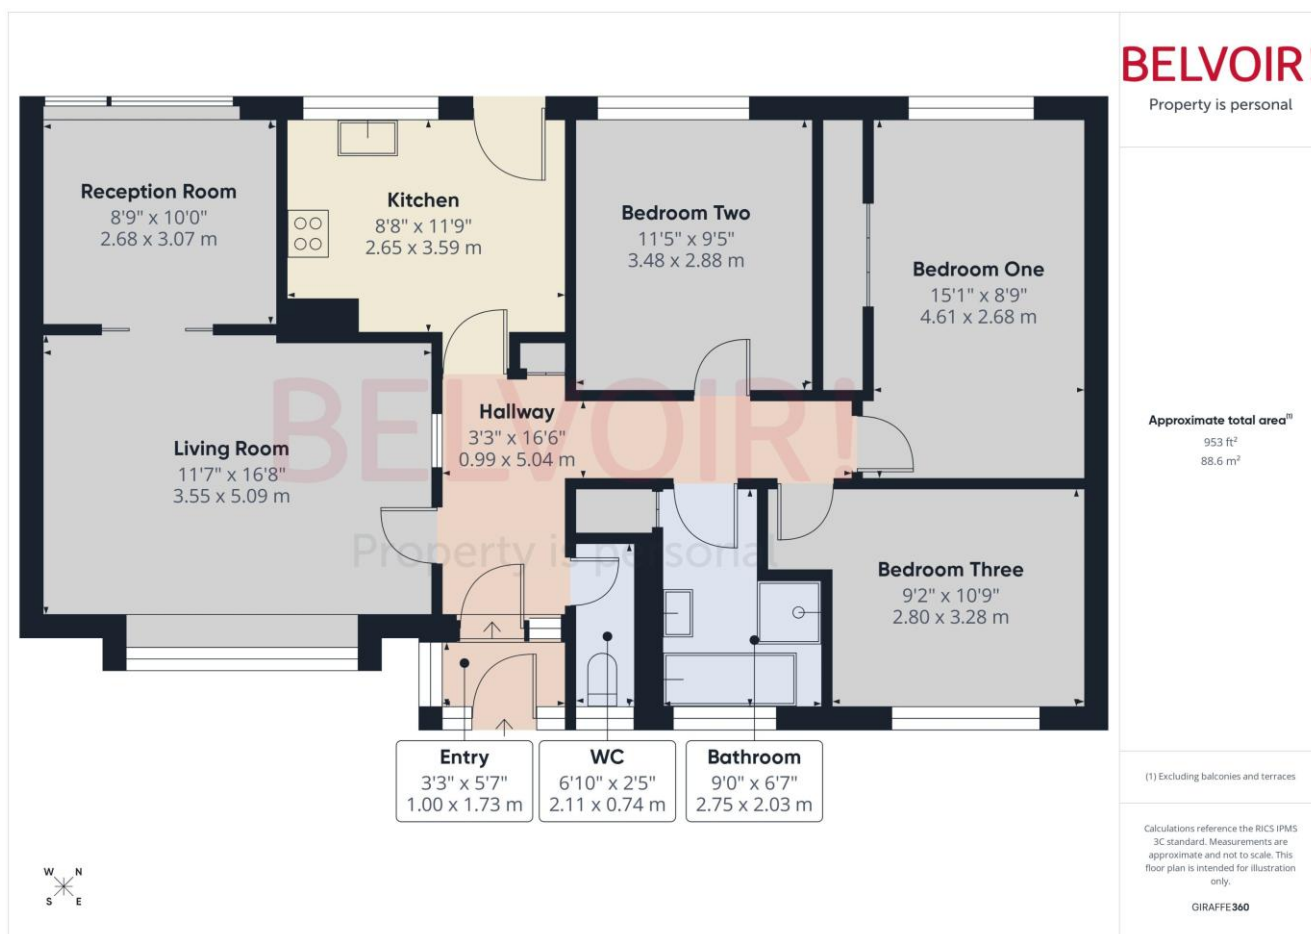 BELVOIR!
Property is personal
Reception Room
8'9" x 10'0"
2.68 x 3.07 m
Kitchen
8'8" x 11'9"
2.65 x 3.59 m
Bedroom Two
11'5" x 9'5"
3.48 x 2.88 m
Bedroom One
15'1" x 8'9"
4.61 x 2.68 m
BELVOIR!
Property is personal
Living Room
11'7" x 16'8"
3.55 x 5.09 m
Hallway
3'3" x 16'6"
0.99 x 5.04 m
Bedroom Three
9'2" x 10'9"
2.80 x 3.28 m
Entry
3'3" x 5'7"
1.00 x 1.73 m
WC
6'10" x 2'5"
2.11 x 0.74 m
Bathroom
9'0" x 6'7"
2.75 x 2.03 m
W N
S E
Approximate total area(1)
953 ft²
88.6 m²
(1) Excluding balconies and terraces
Calculations reference the RICS IPMS
3C standard. Measurements are
approximate and not to scale. This
floor plan is intended for illustration
only.
GIRAFFE360